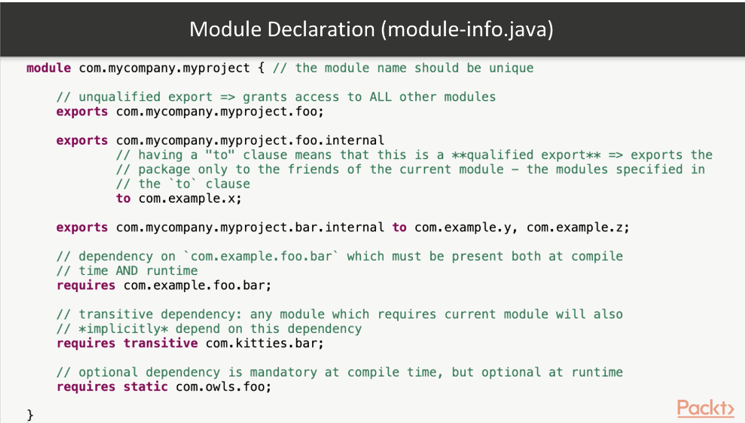 Module Declaration (module-info.java)
module com.mycompany.myproject { // the module name should be unique
// unqualified export => grants access to ALL other modules
exports com.mycompany.myproject.foo;
exports com.mycompany.myproject.foo.internal
// having a "to" clause means that this is a **qualified export** => exports the
// package only to the friends of the current module – the modules specified in
// the `to` clause
to com.example.x;
exports com.mycompany.myproject.bar.internal to com.example.y, com.example.z;
// dependency on `com.example.foo.bar` which must be present both at compile
// time AND runtime
requires com.example.foo.bar;
// transitive dependency: any module which requires current module will also
// *implicitly* depend on this dependency
requires transitive com.kitties.bar;
// optional dependency is mandatory at compile time, but optional at runtime
requires static com.owls.foo;
}
Packt>